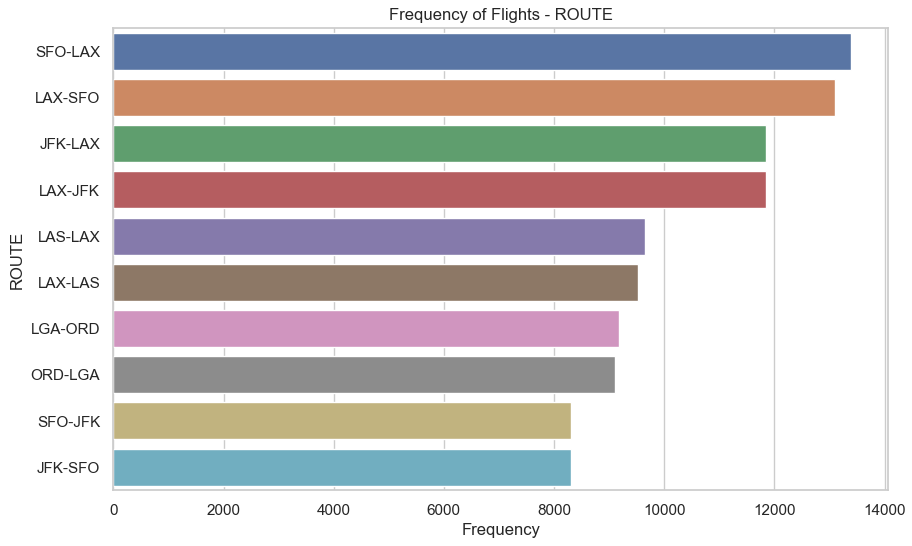 Frequency of Flights - ROUTE
SFO-LAX
LAX-SFO
JFK-LAX
LAX-JFK
LAS-LAX
LAX-LAS
LGA-ORD
ORD-LGA
SFO-JFK
JFK-SFO
ROUTE
0 2000 4000 6000 8000 10000 12000 14000
Frequency